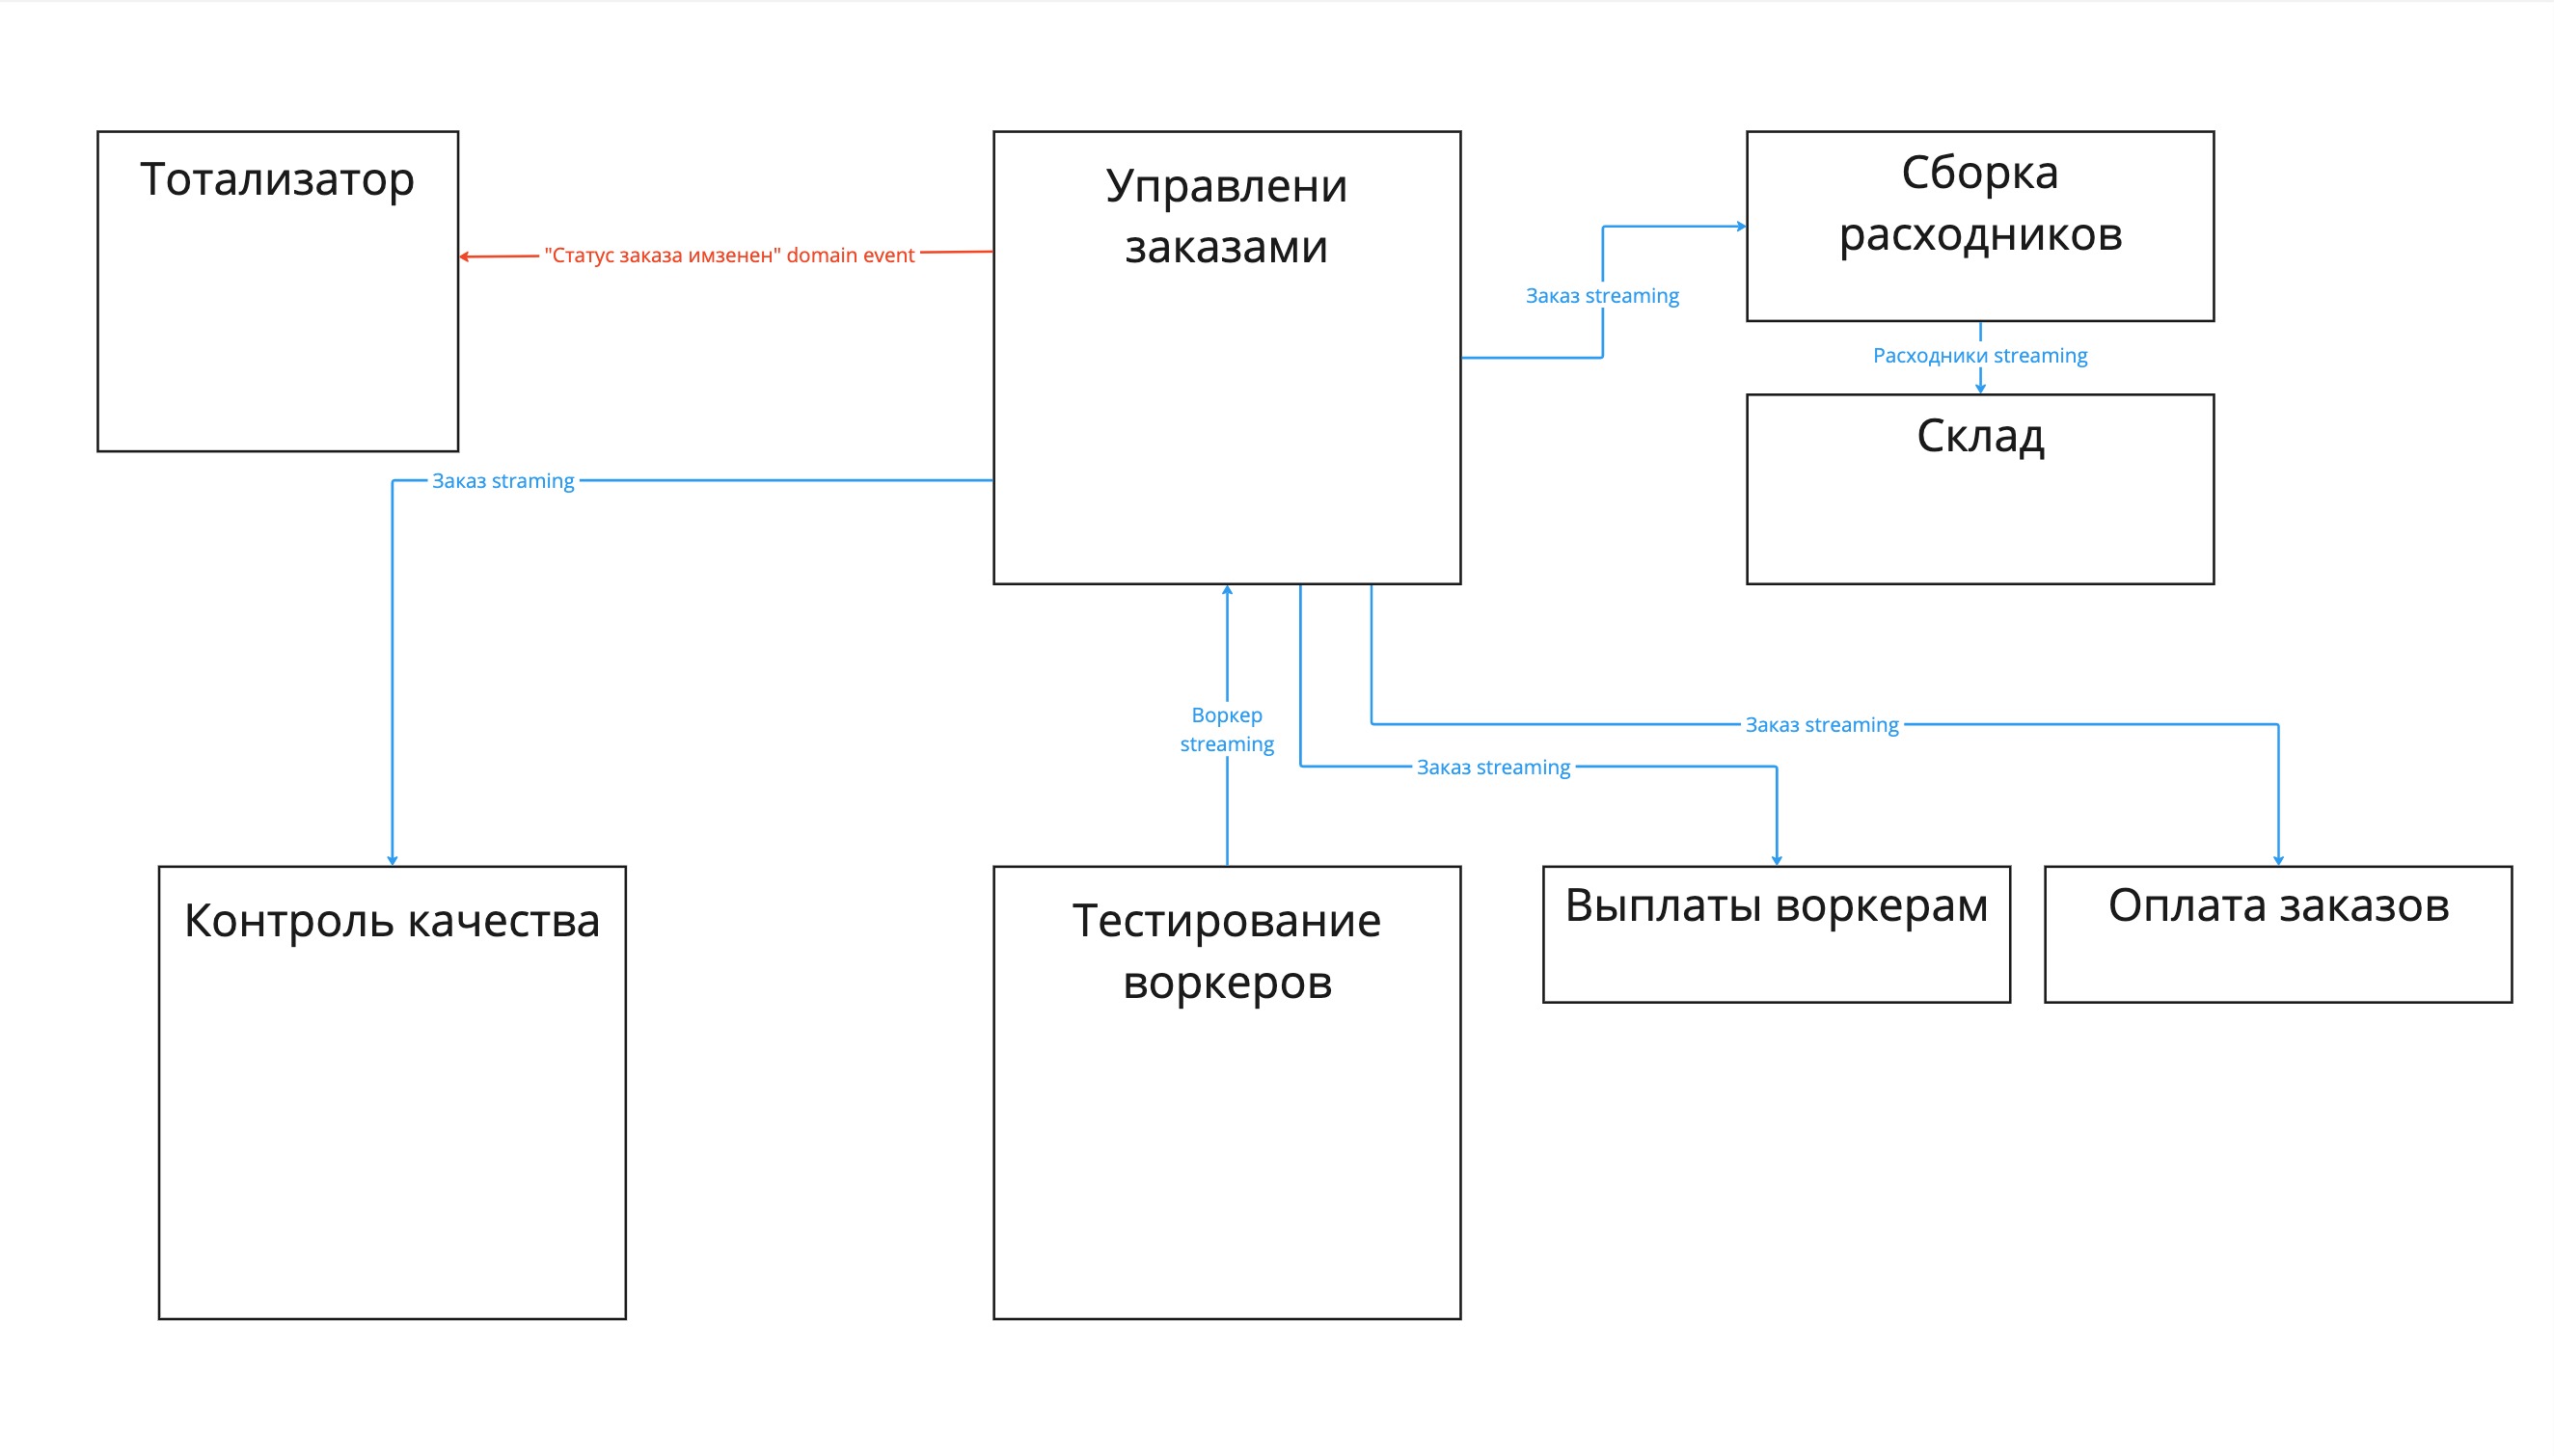 Тотализатор
Управлени
заказами
Сборка
расходников
"Статус заказа имзенен" domain event
Заказ streaming
Расходники streaming
Склад
Заказ straming
Воркер
streaming
Заказ streaming
Заказ streaming
Контроль качества
Тестирование
воркеров
Выплаты воркерам
Оплата заказов